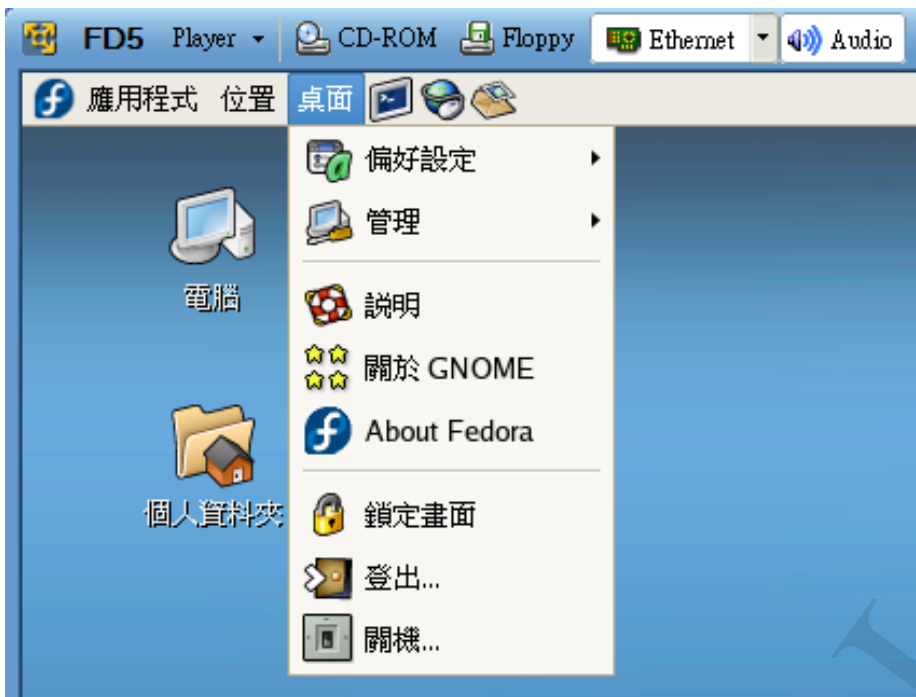 FD5 Player CD-ROM Floppy Ethernet Audio
應用程式 位置 桌面
偏好設定
管理
電腦
說明
關於 GNOME
About Fedora
個人資料夾
鎖定畫面
登出...
關機...